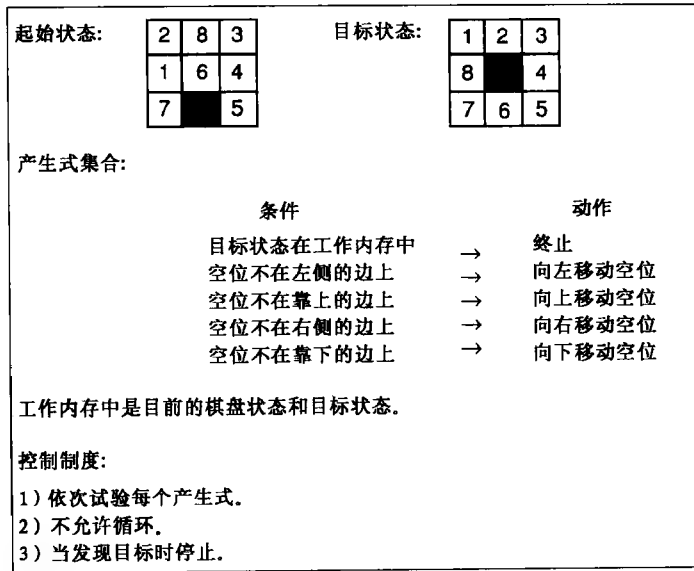 起始状态: 2 8 3 目标状态: 1 2 3
1 6 4 8 4
7 5 7 6 5
产生式集合:
条件 动作
目标状态在工作内存中 → 终止
空位不在左侧的边上 → 向左移动空位
空位不在靠上的边上 → 向上移动空位
空位不在右侧的边上 → 向右移动空位
空位不在靠下的边上 → 向下移动空位
工作内存中是目前的棋盘状态和目标状态.
控制制度:
1) 依次试验每个产生式.
2) 不允许循环.
3) 当发现目标时停止.